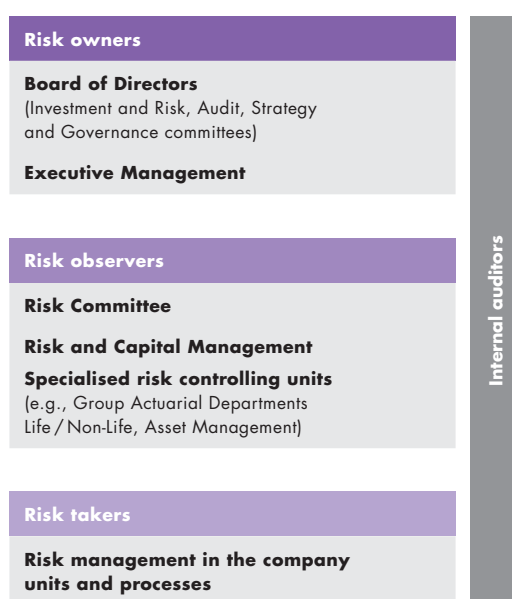 Risk owners
Board of Directors
(Investment and Risk, Audit, Strategy
and Governance committees)
Executive Management
Risk observers
Risk Committee
Risk and Capital Management
Specialised risk controlling units
(e.g., Group Actuarial Departments
Life / Non-Life, Asset Management)
Risk takers
Risk management in the company
units and processes
Internal auditors